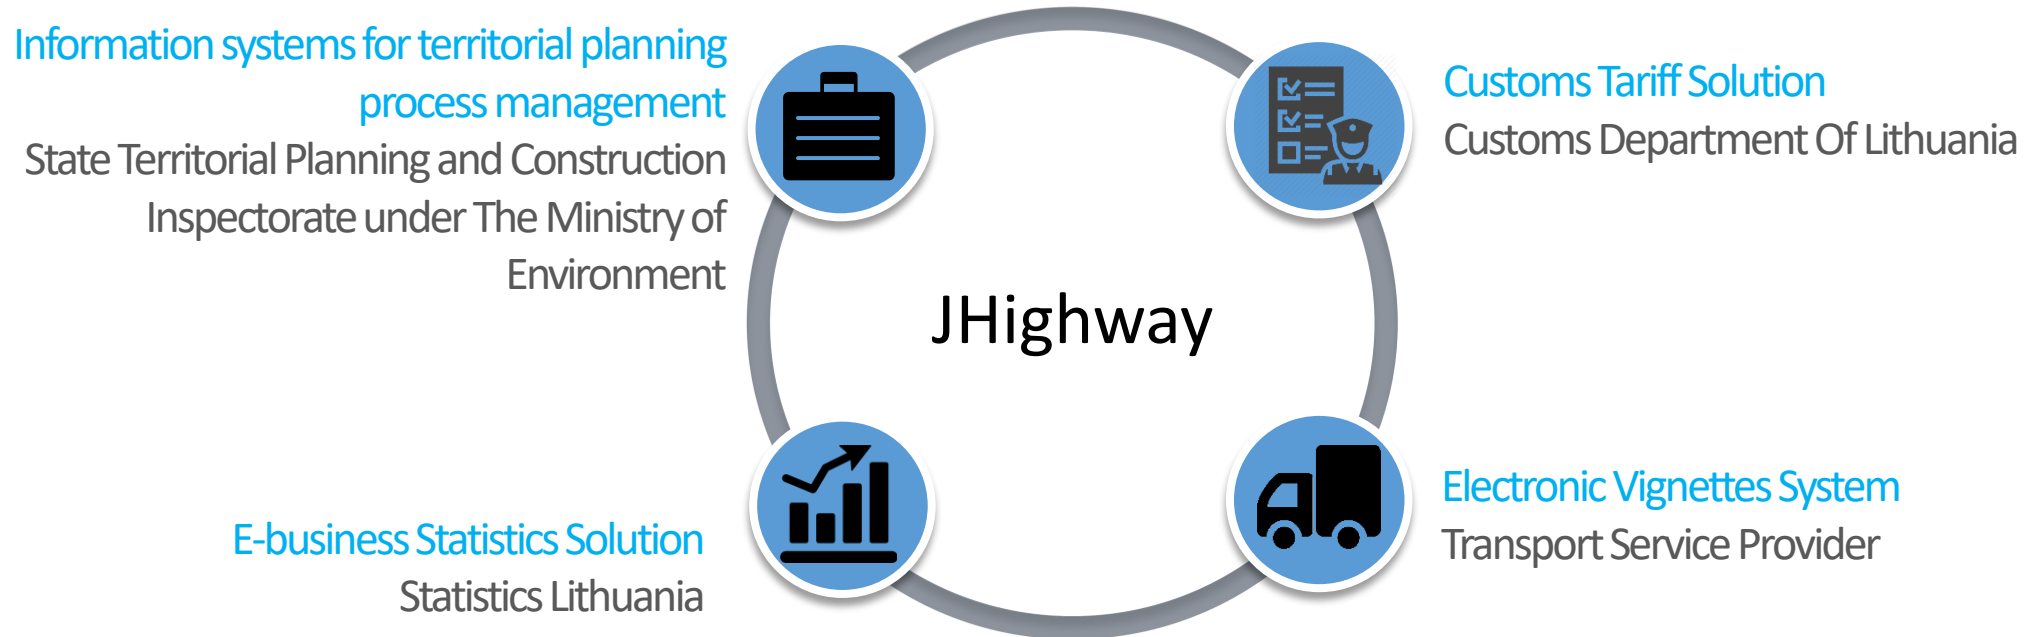 Information systems for territorial planning
process management
State Territorial Planning and Construction
Inspectorate under The Ministry of
Environment
Customs Tariff Solution
Customs Department Of Lithuania
JHighway
E-business Statistics Solution
Statistics Lithuania
Electronic Vignettes System
Transport Service Provider